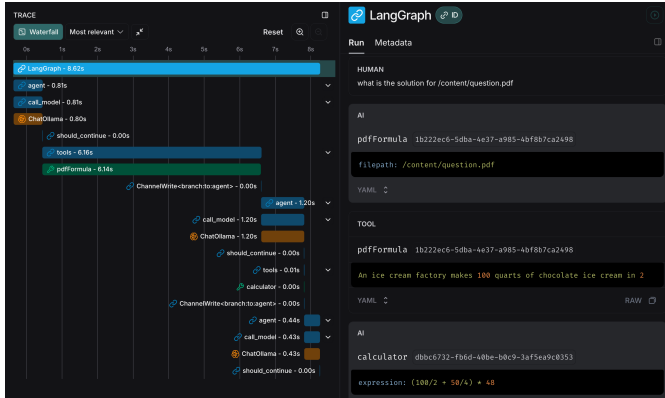 TRACE
Waterfall
Most relevant
Reset
0s 1s 2s 3s 4s 5s 6s 7s 8s
LangGraph - 8.62s
agent - 0.81s
call_model - 0.81s
ChatOllama - 0.80s
should_continue - 0.00s
tools - 6.16s
pdfFormula - 6.14s
ChannelWrite<branch:to:agent> - 0.00s
agent - 1.20s
call_model - 1.20s
ChatOllama - 1.20s
should_continue - 0.00s
tools - 0.01s
calculator - 0.00s
ChannelWrite<branch:to:agent> - 0.00s
agent - 0.44s
call_model - 0.43s
ChatOllama - 0.43s
should_continue - 0.00s
LangGraph ID
Run Metadata
HUMAN
what is the solution for /content/question.pdf
AI
pdfFormula 1b222ec6-5dba-4e37-a985-4bf8b7ca2498
filepath: /content/question.pdf
YAML
TOOL
pdfFormula 1b222ec6-5dba-4e37-a985-4bf8b7ca2498
An ice cream factory makes 100 quarts of chocolate ice cream in 2
YAML RAW
AI
calculator dbbc6732-fb6d-40be-b0c9-3af5ea9c0353
expression: (100/2 + 50/4) * 48